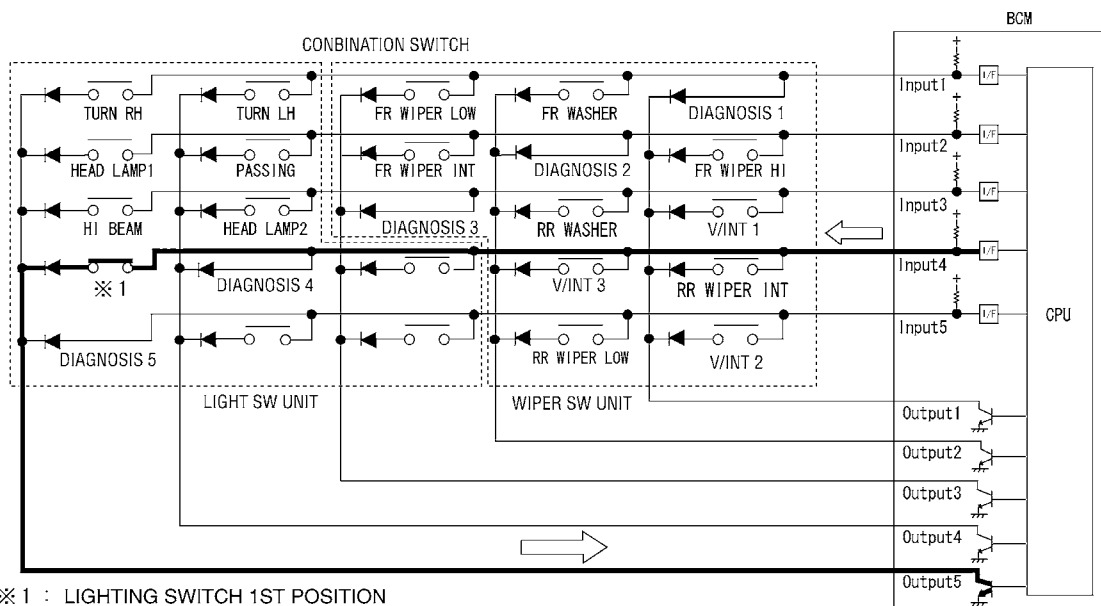 BCM
CONBINATION SWITCH
TURN RH
TURN LH
FR WIPER LOW
FR WASHER
DIAGNOSIS 1
Input1
I/F
HEAD LAMP1
PASSING
FR WIPER INT
DIAGNOSIS 2
FR WIPER HI
Input2
I/F
HI BEAM
HEAD LAMP2
DIAGNOSIS 3
RR WASHER
V/INT 1
Input3
I/F
※1
DIAGNOSIS 4
V/INT 3
RR WIPER INT
Input4
I/F
DIAGNOSIS 5
RR WIPER LOW
V/INT 2
Input5
I/F
CPU
LIGHT SW UNIT
WIPER SW UNIT
Output1
Output2
Output3
Output4
Output5
※1 : LIGHTING SWITCH 1ST POSITION